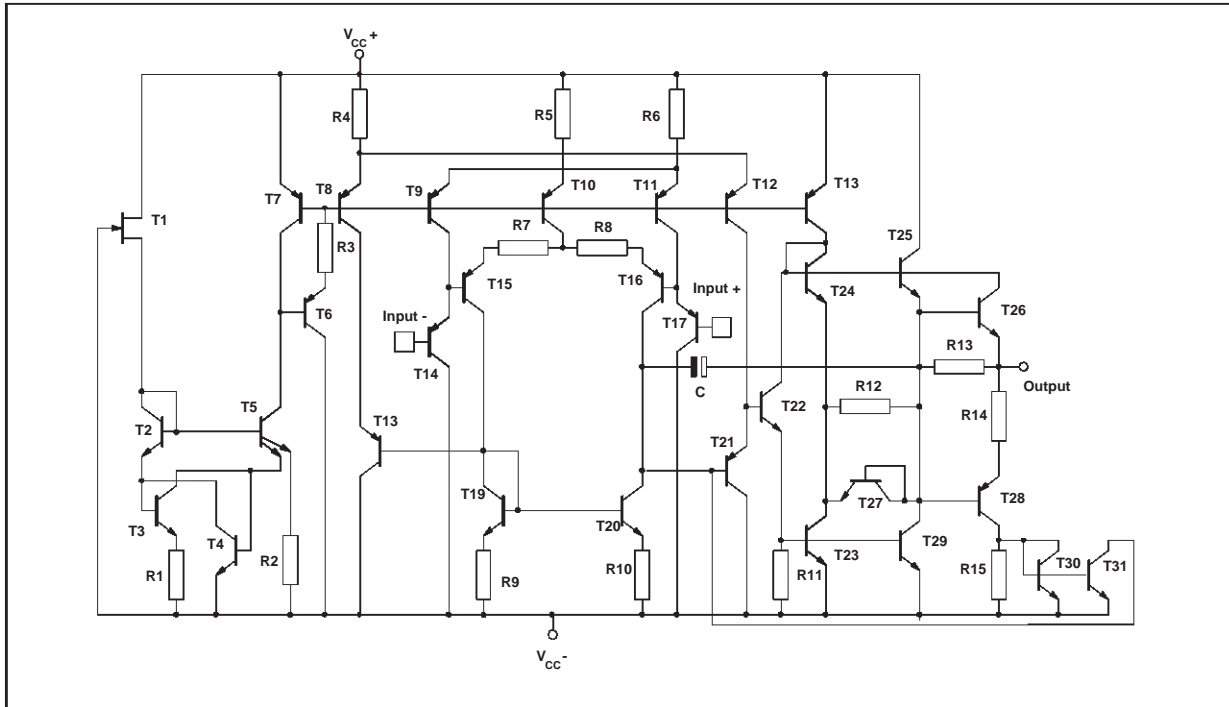 VCC+
R4
R5
R6
T7
T8
T9
T10
T11
T12
T13
T1
R3
R7
R8
T25
T6
T15
T16
Input +
T24
T26
Input -
T17
T14
C
R13
Output
R12
R14
T2
T5
T13
T22
T21
T19
T20
T27
T28
T3
T4
R2
R1
R9
R10
R11
T23
T29
R15
T30
T31
VCC-